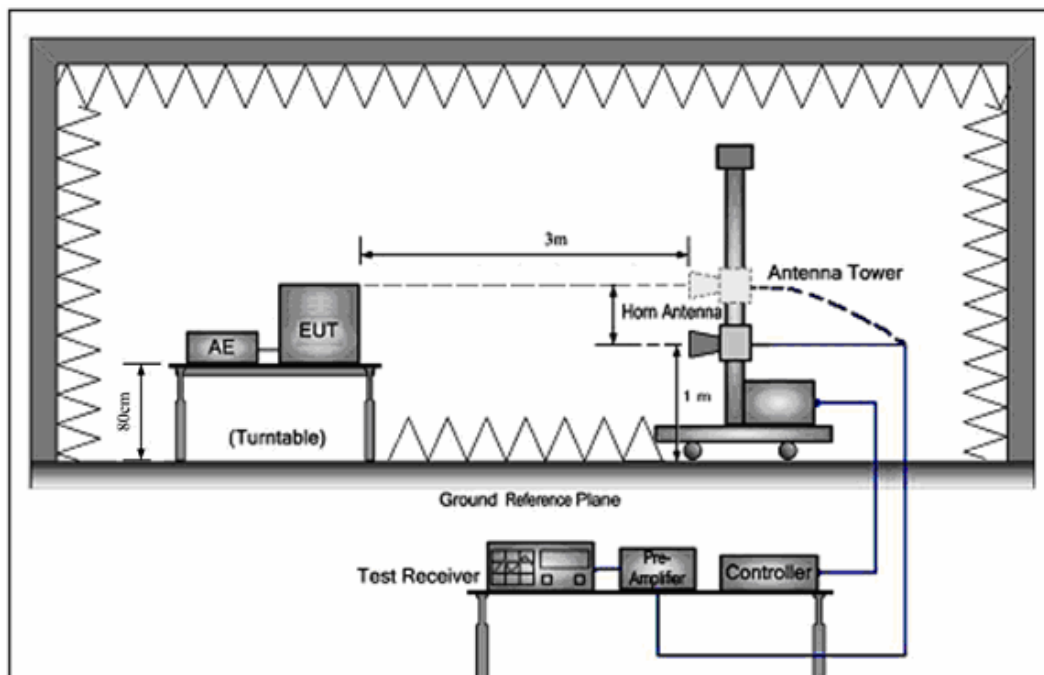 3m
Antenna Tower
Horn Antenna
EUT
AE
1 m
80cm
(Turntable)
Ground Reference Plane
Test Receiver
Pre-
Amplifier
Controller